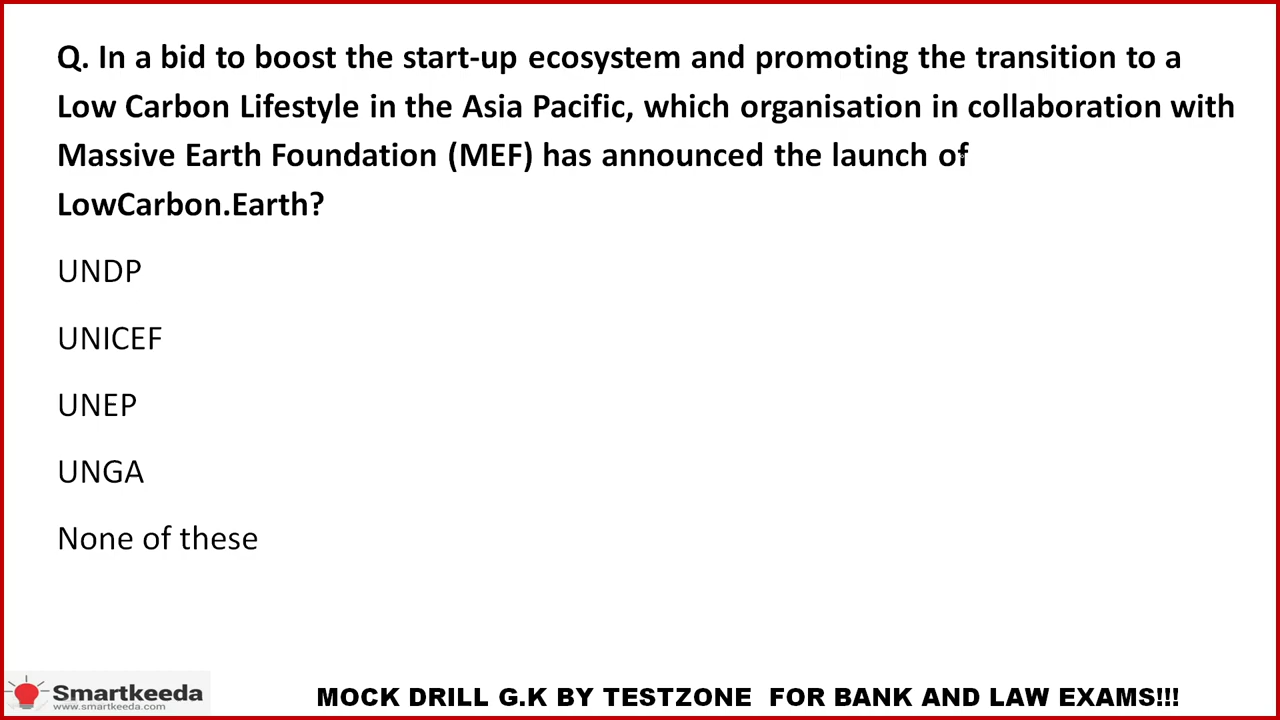 Q. In a bid to boost the start-up ecosystem and promoting the transition to a
Low Carbon Lifestyle in the Asia Pacific, which organisation in collaboration with
Massive Earth Foundation (MEF) has announced the launch of
LowCarbon.Earth?
UNDP
UNICEF
UNEP
UNGA
None of these
Smartkeeda
www.smartkeeda.com
MOCK DRILL G.K BY TESTZONE FOR BANK AND LAW EXAMS!!!